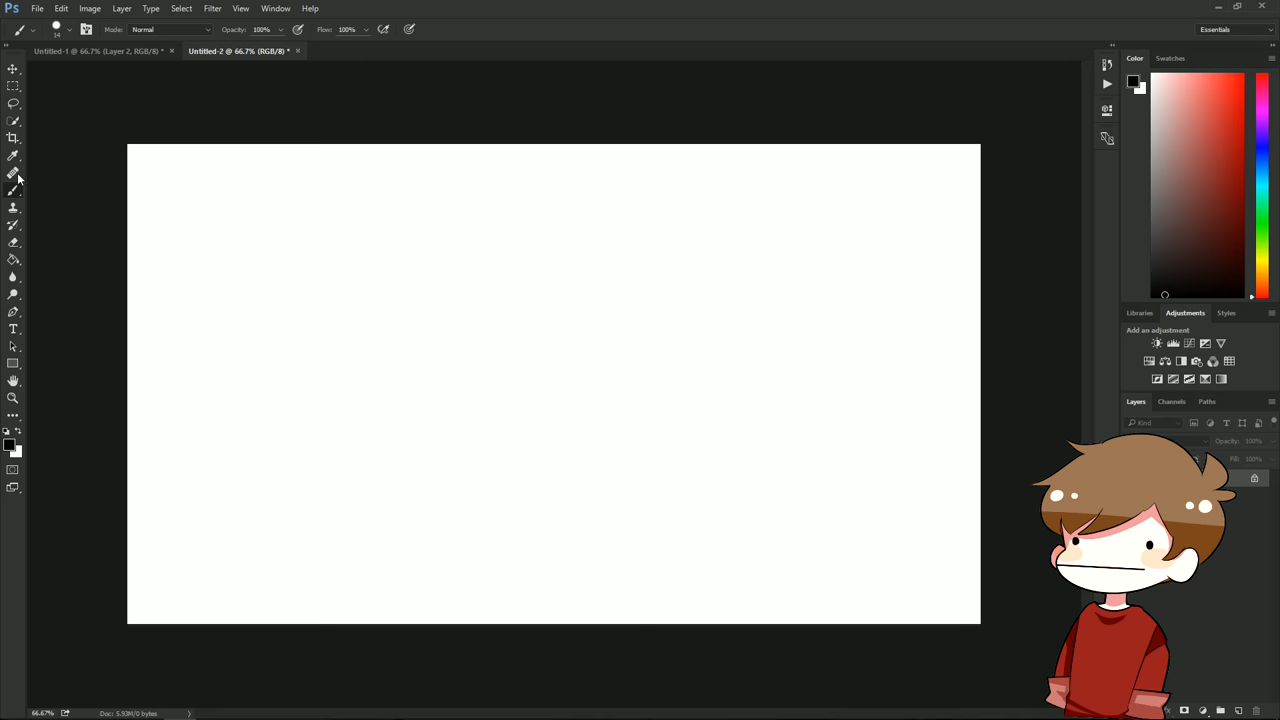 Ps File Edit Image Layer Type Select Filter View Window Help
14 Mode: Normal Opacity: 100% Flow: 100% Essentials
Untitled-1 @ 66.7% (Layer 2, RGB/8) * × Untitled-2 @ 66.7% (RGB/8) * ×
Color Swatches
Libraries Adjustments Styles
Add an adjustment
Layers Channels Paths
Kind
Opacity: 100%
Fill: 100%
66.67% Doc: 5.93M/0 bytes